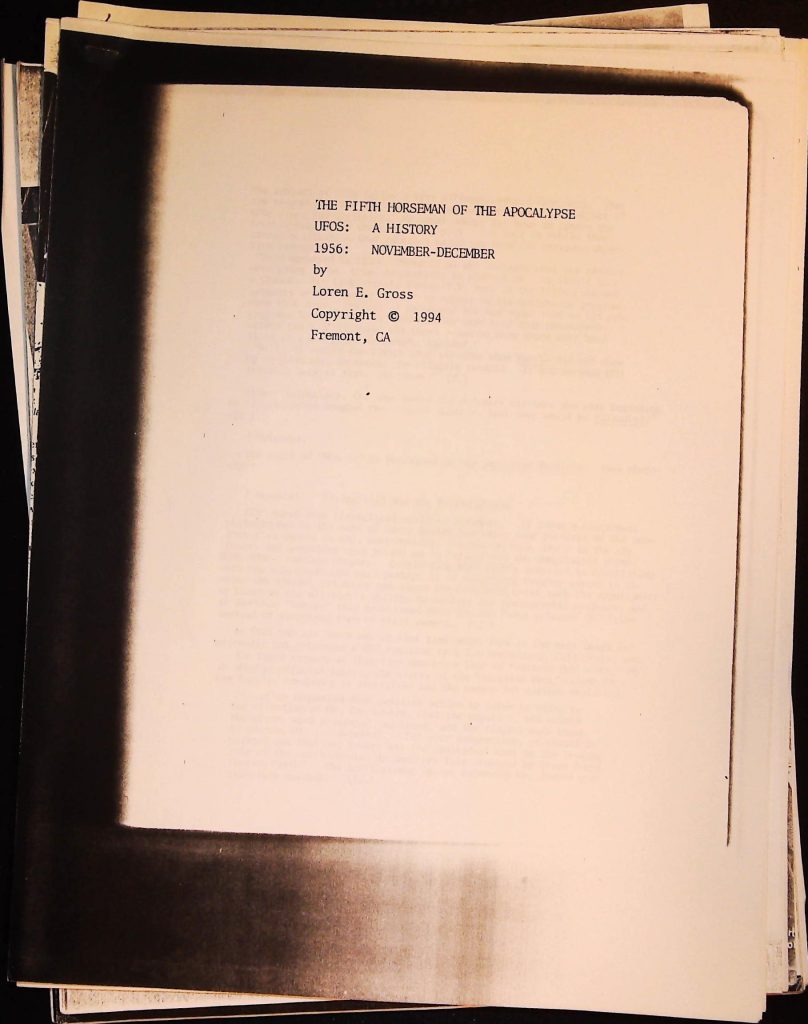 THE FIFTH HORSEMAN OF THE APOCALYPSE
UFOS: A HISTORY
1956: NOVEMBER-DECEMBER
by
Loren E. Gross
Copyright © 1994
Fremont, CA